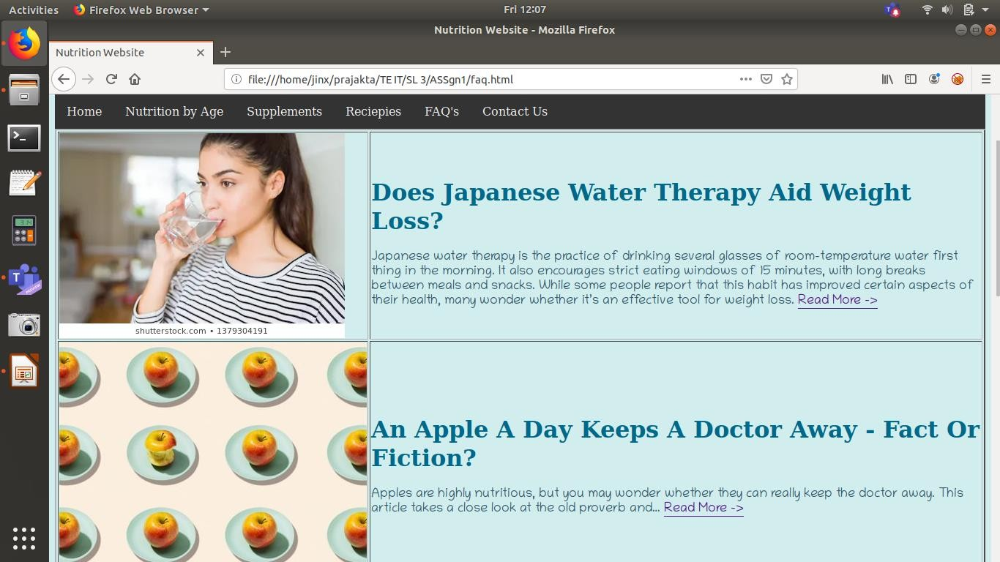 Activities Firefox Web Browser Fri 12:07
Nutrition Website - Mozilla Firefox
Nutrition Website
file:///home/jinx/prajakta/TE IT/SL 3/ASSgn1/faq.html
Home Nutrition by Age Supplements Reciepies FAQ's Contact Us
Does Japanese Water Therapy Aid Weight
Loss?
Japanese water therapy is the practice of drinking several glasses of room-temperature water first
thing in the morning. It also encourages strict eating windows of 15 minutes, with long breaks
between meals and snacks. While some people report that this habit has improved certain aspects of
their health, many wonder whether it's an effective tool for weight loss. Read More ->
shutterstock.com • 1379304191
An Apple A Day Keeps A Doctor Away - Fact Or
Fiction?
Apples are highly nutritious, but you may wonder whether they can really keep the doctor away. This
article takes a close look at the old proverb and... Read More ->